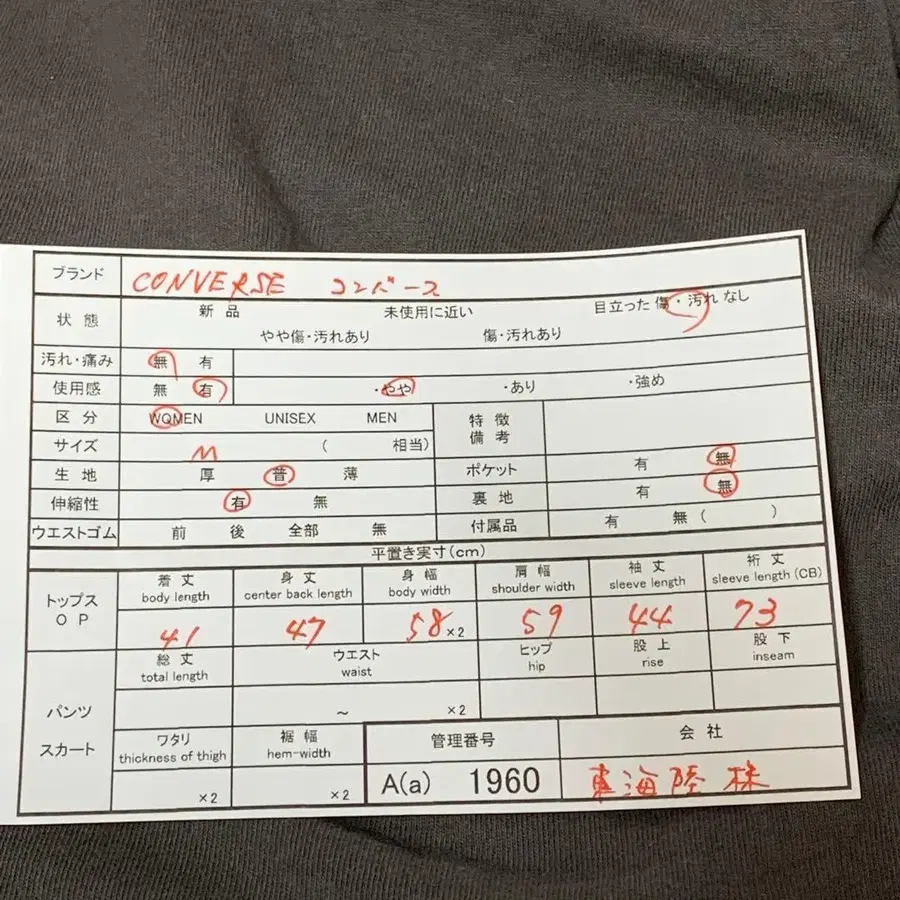 ブランド CONVERSE コンバース
状態 新品 未使用に近い 目立った傷・汚れなし
やや傷・汚れあり 傷・汚れあり
汚れ・痛み 無 有
使用感 無 有 ・やや ・あり ・強め
区分 WOMEN UNISEX MEN 特徴備考
サイズ M ( 相当)
生地 厚 普 薄 ポケット 有 無
伸縮性 有 無 裏地 有 無
ウエストゴム 前 後 全部 無 付属品 有 無 ( )
平置き実寸(cm)
トップス OP
着丈 身丈 身幅 肩幅 袖丈 裄丈
body length center back length body width shoulder width sleeve length sleeve length (CB)
41 47 58 ×2 59 44 73
パンツ スカート
総丈 ウエスト ヒップ 股上 股下
total length waist hip rise inseam
~ ×2
ワタリ 裾幅 管理番号 会社
thickness of thigh hem-width
×2 ×2 A(a) 1960 東海陸株